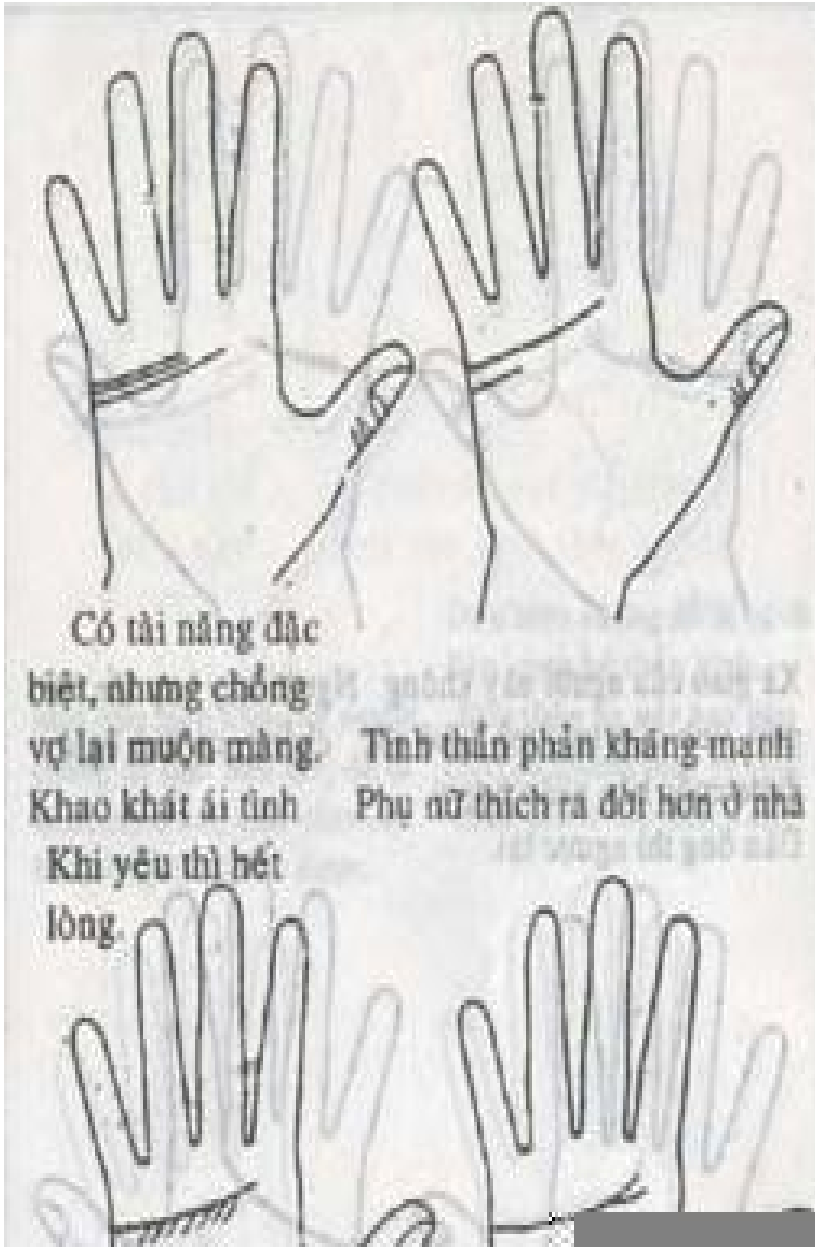 Có tài năng đặc
biệt, nhưng chồng
vợ lại muộn màng.
Khao khát ái tình
Khi yêu thì hết
lòng.
Tinh thần phản kháng mạnh
Phụ nữ thích ra đời hơn ở nhà